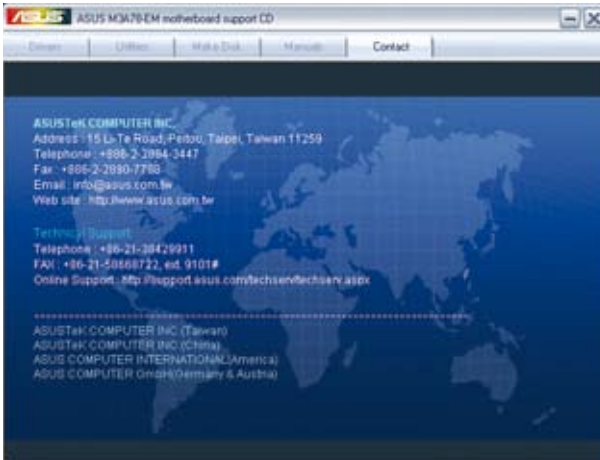 ASUS ASUS M3A78-EM motherboard support CD
Drivers Utilities Make Disk Manuals Contact
ASUSTeK COMPUTER INC.
Address : 15 Li-Te Road, Peitou, Taipei, Taiwan 11259
Telephone : +886-2-2894-3447
Fax : +886-2-2890-7798
Email : info@asus.com.tw
Web site : http://www.asus.com.tw
Technical Support
Telephone : +86-21-38429911
FAX : +86-21-58668722, ext. 9101#
Online Support : http://support.asus.com/techserv/techserv.aspx
ASUSTeK COMPUTER INC.(Taiwan)
ASUSTeK COMPUTER INC.(China)
ASUS COMPUTER INTERNATIONAL(America)
ASUS COMPUTER GmbH(Germany & Austria)